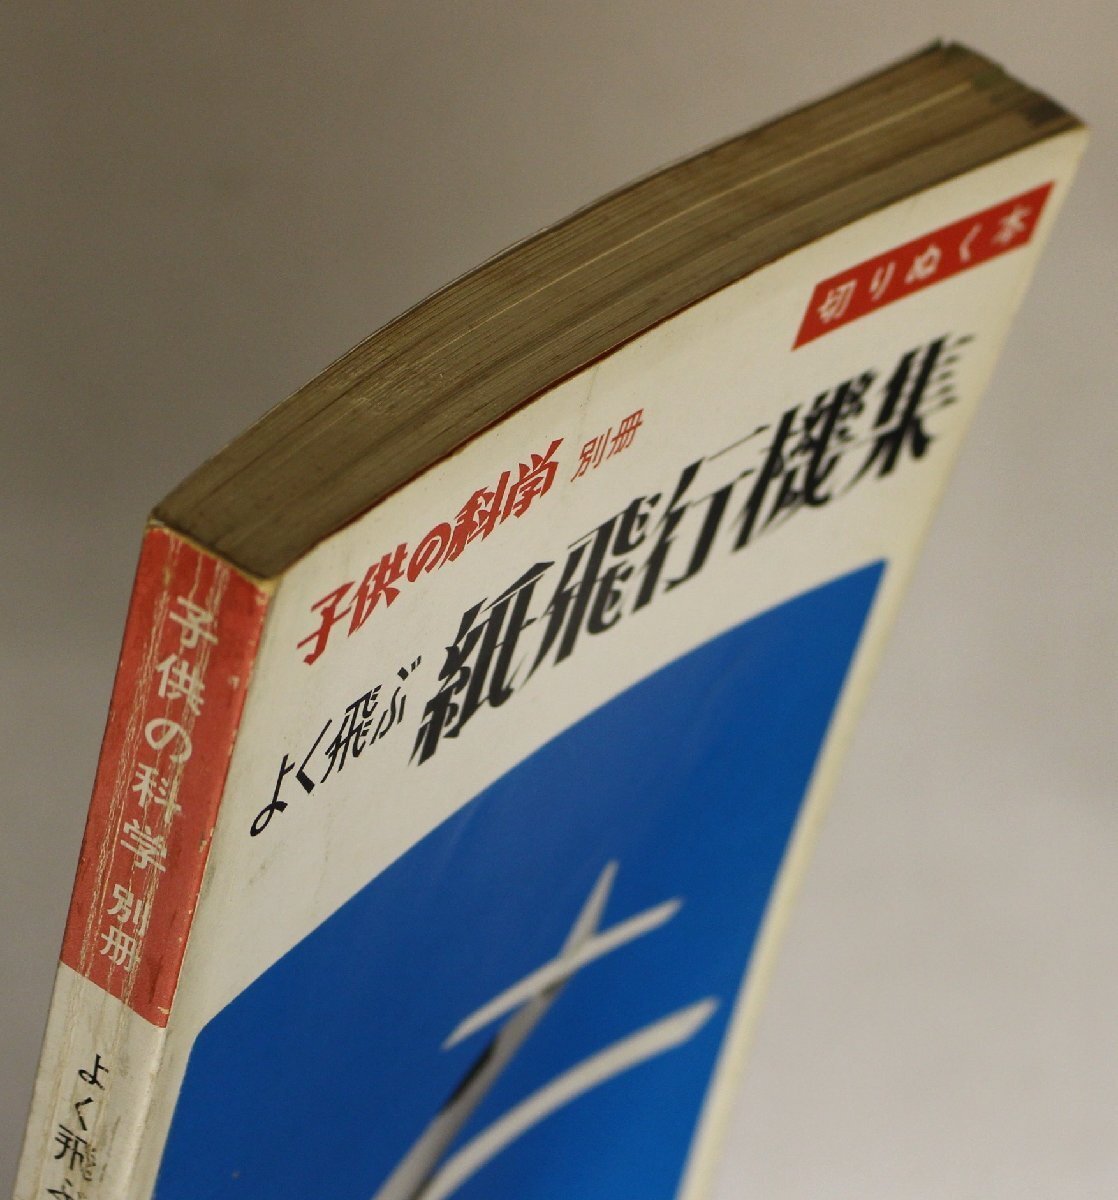 切りぬく本
子供の科学 別冊
よく飛ぶ 紙飛行機集
子供の科学 別冊
よく飛ぶ